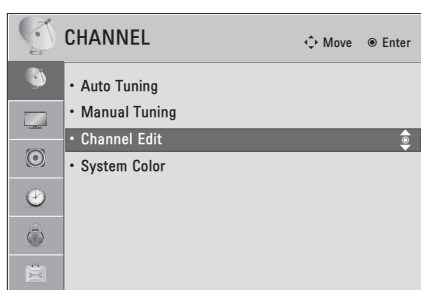 CHANNEL
Move Enter
• Auto Tuning
• Manual Tuning
• Channel Edit
• System Color